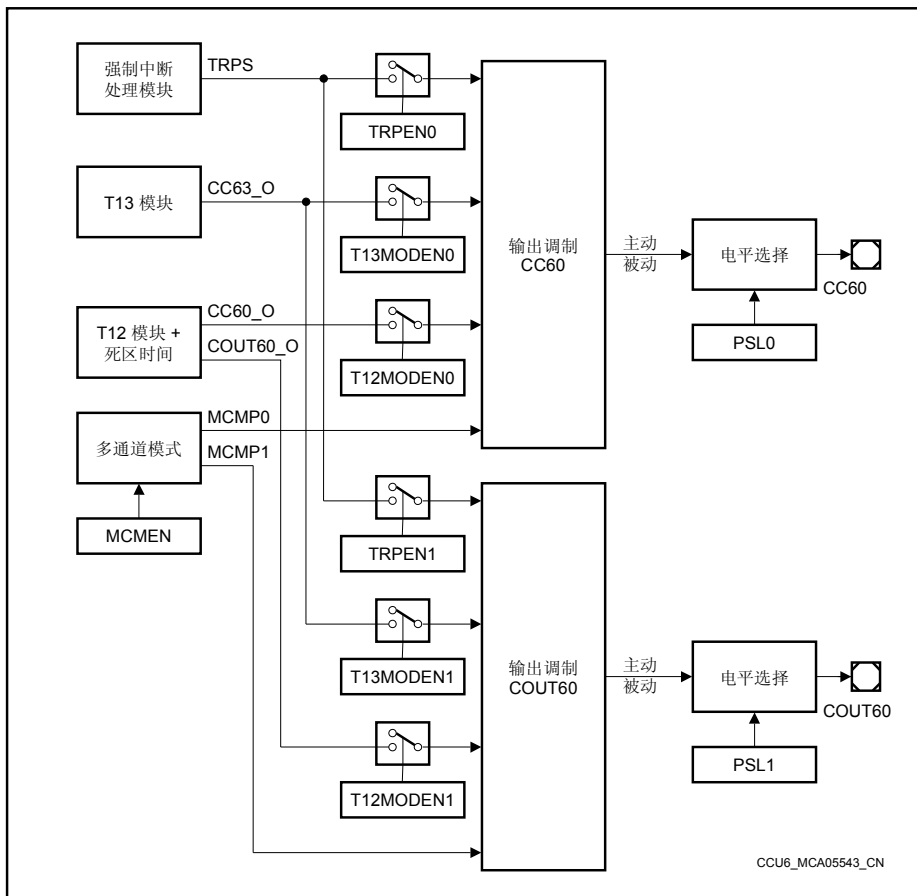 强制中断
处理模块
TRPS
TRPEN0
T13 模块
CC63_O
T13MODEN0
T12 模块 +
死区时间
CC60_O
COUT60_O
T12MODEN0
多通道模式
MCMP0
MCMP1
MCMEN
输出调制
CC60
主动
被动
电平选择
CC60
PSL0
TRPEN1
T13MODEN1
T12MODEN1
输出调制
COUT60
主动
被动
电平选择
COUT60
PSL1
CCU6_MCA05543_CN